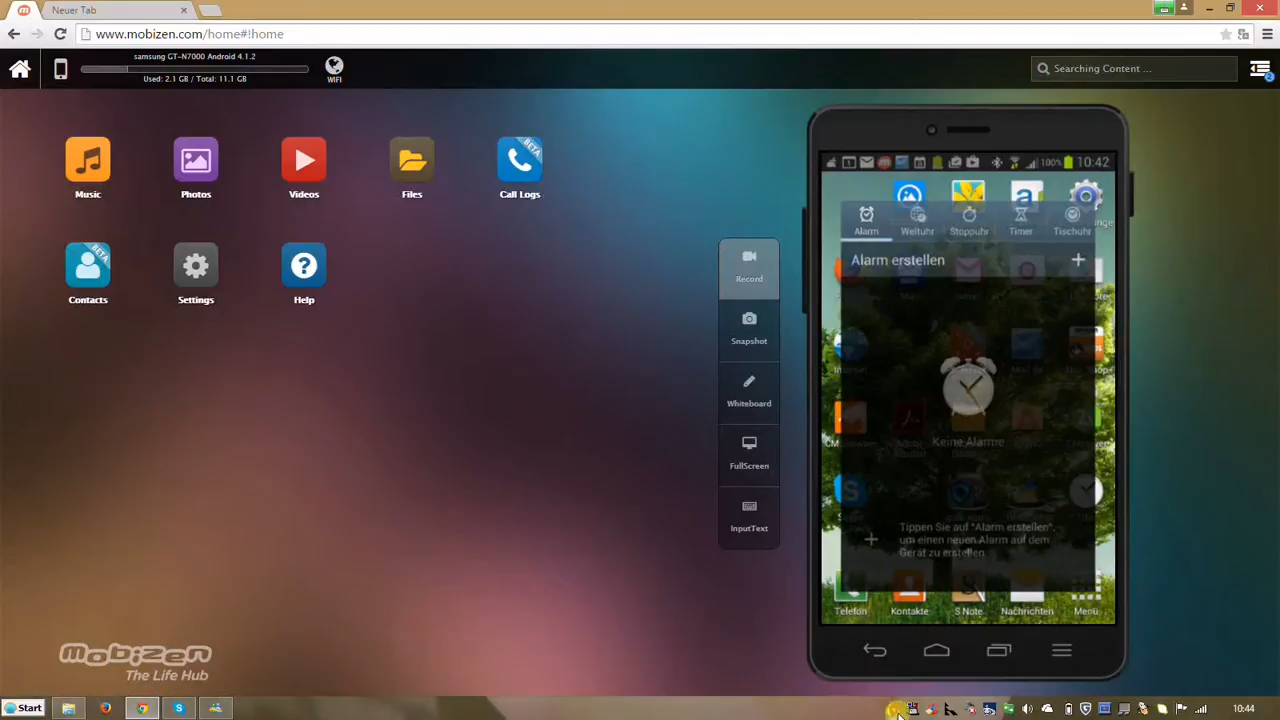 Neuer Tab
www.mobizen.com/home#!home
samsung GT-N7000 Android 4.1.2
Used: 2.1 GB / Total: 11.1 GB
WIFI
Searching Content ...
2
Music
Photos
Videos
Files
BETA
Call Logs
BETA
Contacts
Settings
Help
Record
Snapshot
Whiteboard
FullScreen
InputText
100% 10:42
Alarm
Weltuhr
Stoppuhr
Timer
Tischuhr
Alarm erstellen
Internet
Keine Alarme
Tippen Sie auf "Alarm erstellen",
um einen neuen Alarm auf dem
Gerät zu erstellen.
Telefon
Kontakte
S Note
Nachrichten
Menü
mobizen
The Life Hub
Start
10:44